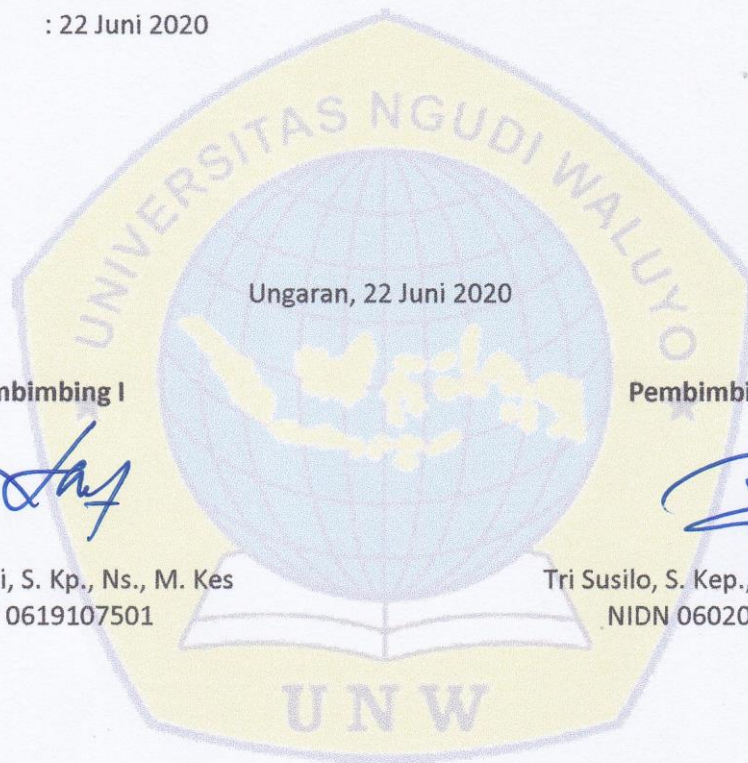 : 22 Juni 2020
UNIVERSITAS NGUDI WALUYO
Ungaran, 22 Juni 2020
mbimbing I
Pembimbi
i, S. Kp., Ns., M. Kes
Tri Susilo, S. Kep.,
0619107501
NIDN 06020
UNW